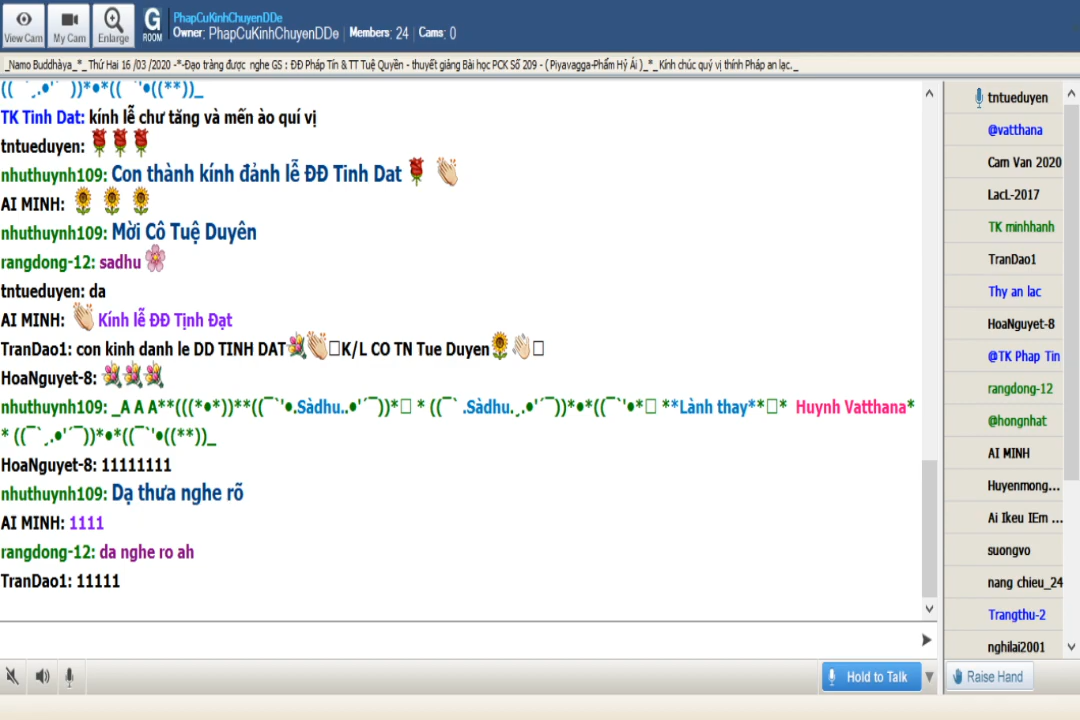 View Cam
My Cam
Enlarge
G
ROOM
PhapCuKinhChuyenDDe
Owner: PhapCuKinhChuyenDDe | Members: 24 | Cams: 0
_Namo Buddhàya_*_ Thứ Hai 16 /03 /2020 -*-Đạo tràng được nghe GS : ĐĐ Pháp Tín & TT Tuệ Quyền - thuyết giảng Bài học PCK Số 209 - ( Piyavagga-Phẩm Hỷ Ái )_*_ Kính chúc quý vị thính Pháp an lạc._
((¯`¸.•'´¯))*•*((¯`'•((**))_
TK Tinh Dat: kính lễ chư tăng và mến ào quí vị
tntueduyen:
nhuthuynh109: Con thành kính đảnh lễ ĐĐ Tinh Dat
AI MINH:
nhuthuynh109: Mời Cô Tuệ Duyên
rangdong-12: sadhu
tntueduyen: da
AI MINH: Kính lễ ĐĐ Tịnh Đạt
TranDao1: con kinh danh le DD TINH DAT K/L CO TN Tue Duyen
HoaNguyet-8:
nhuthuynh109: _A A A**(((*•*))**((¯`'•.Sàdhu..•'´¯))*□ * ((¯` .Sàdhu.¸.•'´¯))*•*((¯`'•*□ **Lành thay**□* Huynh Vatthana*
* ((¯`¸.•'´¯))*•*((¯`'•((**))_
HoaNguyet-8: 11111111
nhuthuynh109: Dạ thưa nghe rõ
AI MINH: 1111
rangdong-12: da nghe ro ah
TranDao1: 11111
Hold to Talk
tntueduyen
@vatthana
Cam Van 2020
LacL-2017
TK minhhanh
TranDao1
Thy an lac
HoaNguyet-8
@TK Phap Tin
rangdong-12
@hongnhat
AI MINH
Huyenmong...
Ai Ikeu IEm ...
suongvo
nang chieu_24
Trangthu-2
nghilai2001
Raise Hand